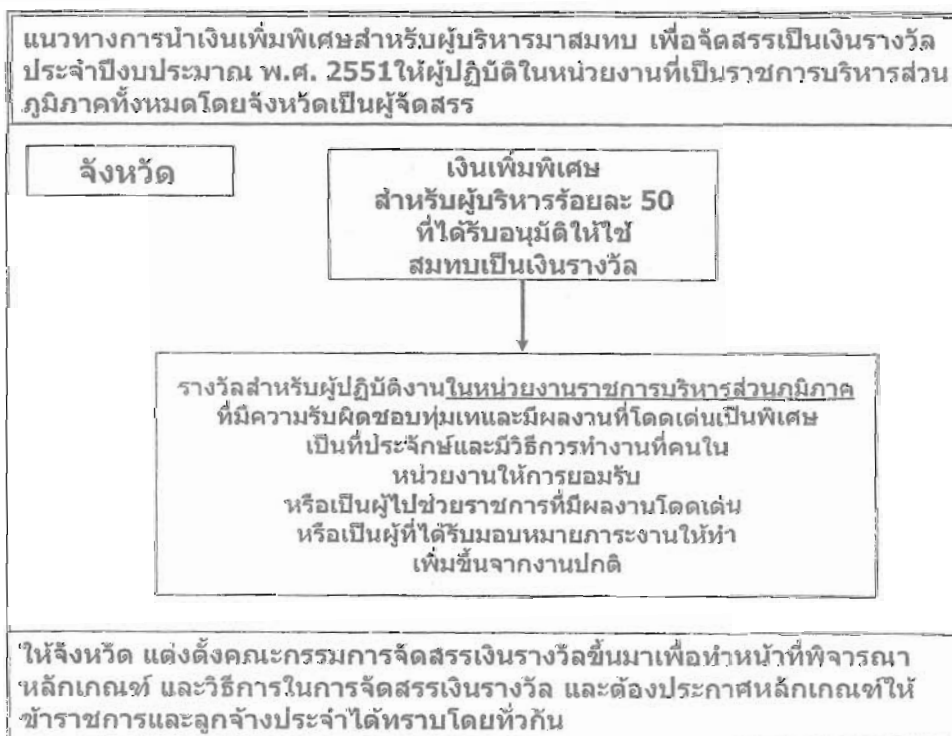 แนวทางการนำเงินเพิ่มพิเศษสำหรับผู้บริหารมาสมทบ เพื่อจัดสรรเป็นเงินรางวัล
ประจำปีงบประมาณ พ.ศ. 2551ให้ผู้ปฏิบัติในหน่วยงานที่เป็นราชการบริหารส่วน
ภูมิภาคทั้งหมดโดยจังหวัดเป็นผู้จัดสรร
จังหวัด
เงินเพิ่มพิเศษ
สำหรับผู้บริหารร้อยละ 50
ที่ได้รับอนุมัติให้ใช้
สมทบเป็นเงินรางวัล
รางวัลสำหรับผู้ปฏิบัติงานในหน่วยงานราชการบริหารส่วนภูมิภาค
ที่มีความรับผิดชอบทุ่มเทและมีผลงานที่โดดเด่นเป็นพิเศษ
เป็นที่ประจักษ์และมีวิธีการทำงานที่คนใน
หน่วยงานให้การยอมรับ
หรือเป็นผู้ไปช่วยราชการที่มีผลงานโดดเด่น
หรือเป็นผู้ที่ได้รับมอบหมายภาระงานให้ทำ
เพิ่มขึ้นจากงานปกติ
ให้จังหวัด แต่งตั้งคณะกรรมการจัดสรรเงินรางวัลขึ้นมาเพื่อทำหน้าที่พิจารณา
หลักเกณฑ์ และวิธีการในการจัดสรรเงินรางวัล และต้องประกาศหลักเกณฑ์ให้
ข้าราชการและลูกจ้างประจำได้ทราบโดยทั่วกัน